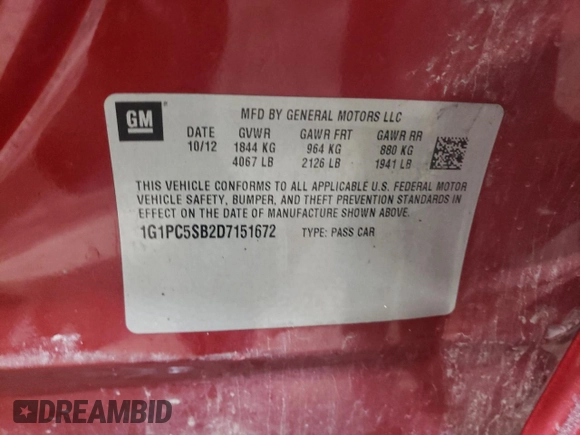 GM ® MFD BY GENERAL MOTORS LLC
DATE GVWR GAWR FRT GAWR RR
10/12 1844 KG 964 KG 880 KG
4067 LB 2126 LB 1941 LB
THIS VEHICLE CONFORMS TO ALL APPLICABLE U.S. FEDERAL MOTOR
VEHICLE SAFETY, BUMPER, AND THEFT PREVENTION STANDARDS IN
EFFECT ON THE DATE OF MANUFACTURE SHOWN ABOVE.
1G1PC5SB2D7151672 TYPE: PASS CAR
DREAMBID